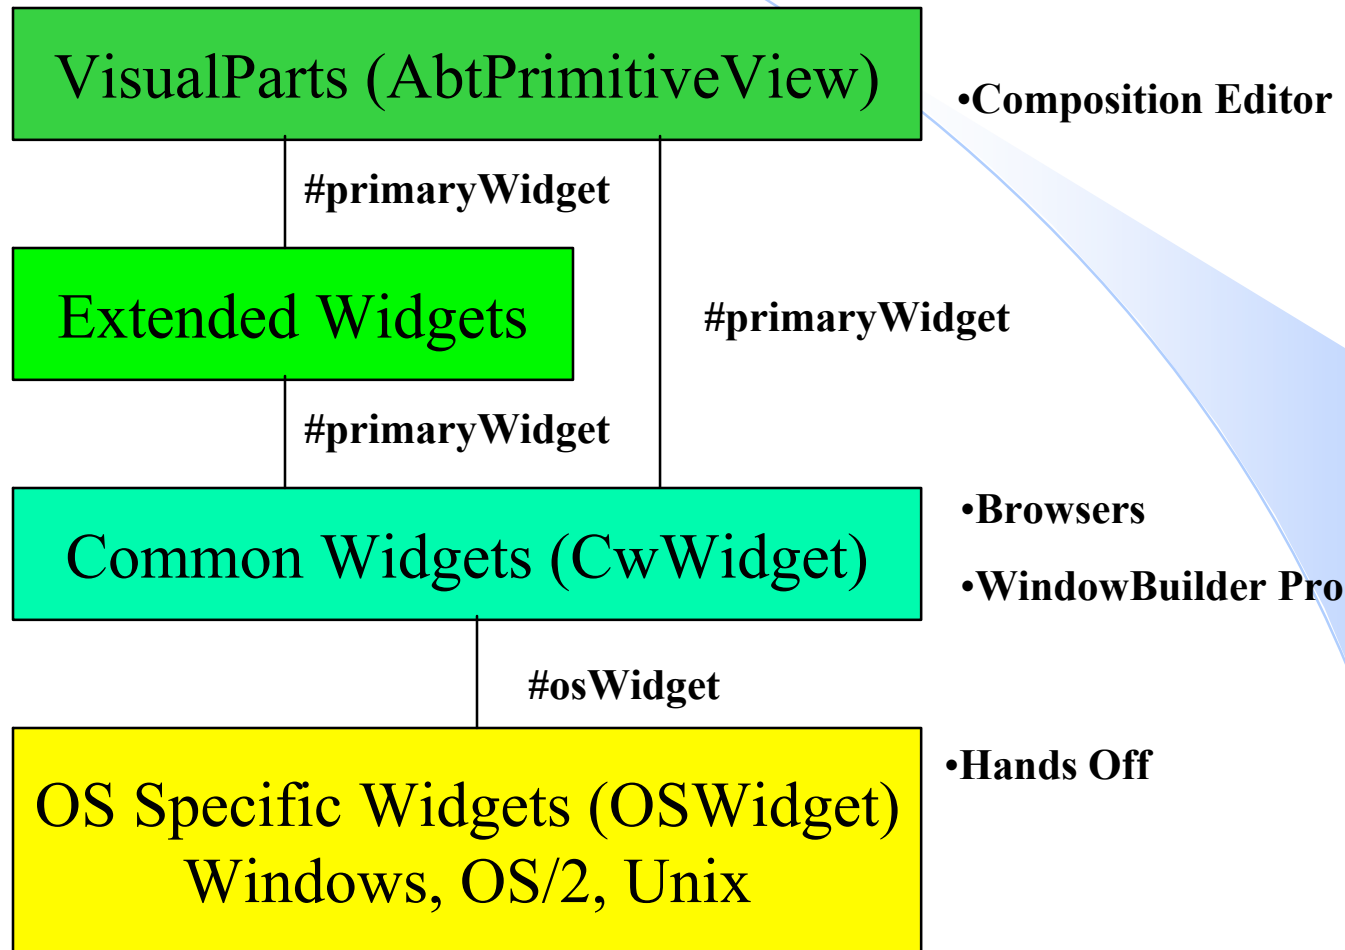 VisualParts (AbtPrimitiveView)
•Composition Editor
#primaryWidget
Extended Widgets
#primaryWidget
#primaryWidget
Common Widgets (CwWidget)
•Browsers
•WindowBuilder Pro
#osWidget
•Hands Off
OS Specific Widgets (OSWidget)
Windows, OS/2, Unix